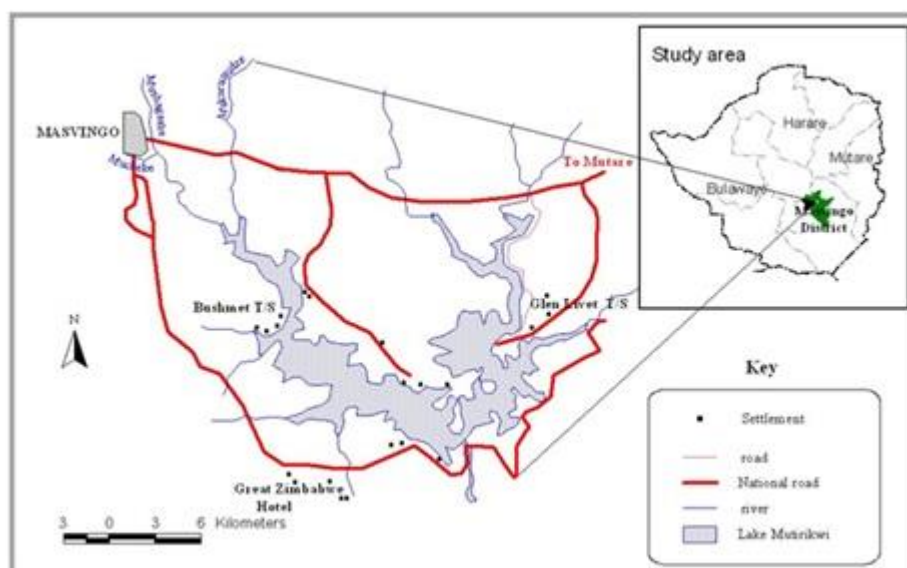 Study area
Harare
Mutare
Bulawayo
District
MASVINGO
Mucheke
To Mutare
Bushmet T/S
Glen Livet T/S
N
Great Zimbabwe
Hotel
3 0 3 6 Kilometers
Key
Settlement
road
National road
river
Lake Mutirikwi